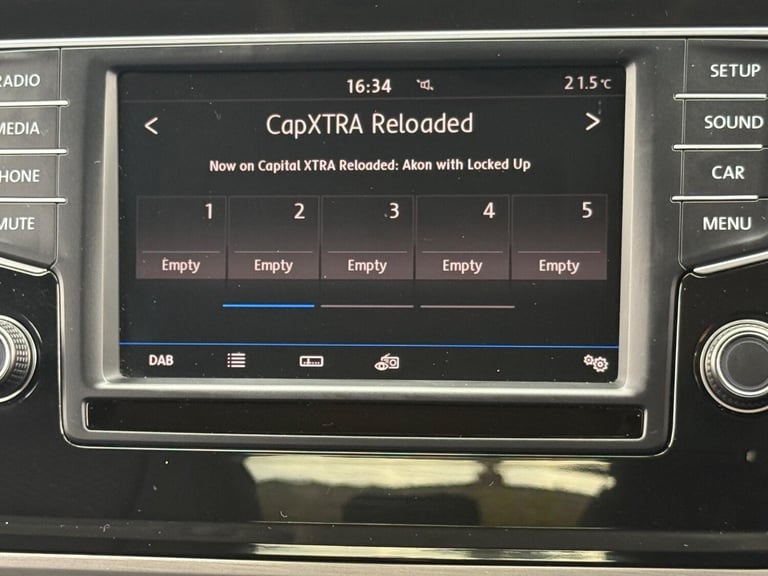 16:34 21.5°C
< CapXTRA Reloaded >
Now on Capital XTRA Reloaded: Akon with Locked Up
1 2 3 4 5
Empty Empty Empty Empty Empty
DAB
RADIO
MEDIA
PHONE
MUTE
SETUP
SOUND
CAR
MENU